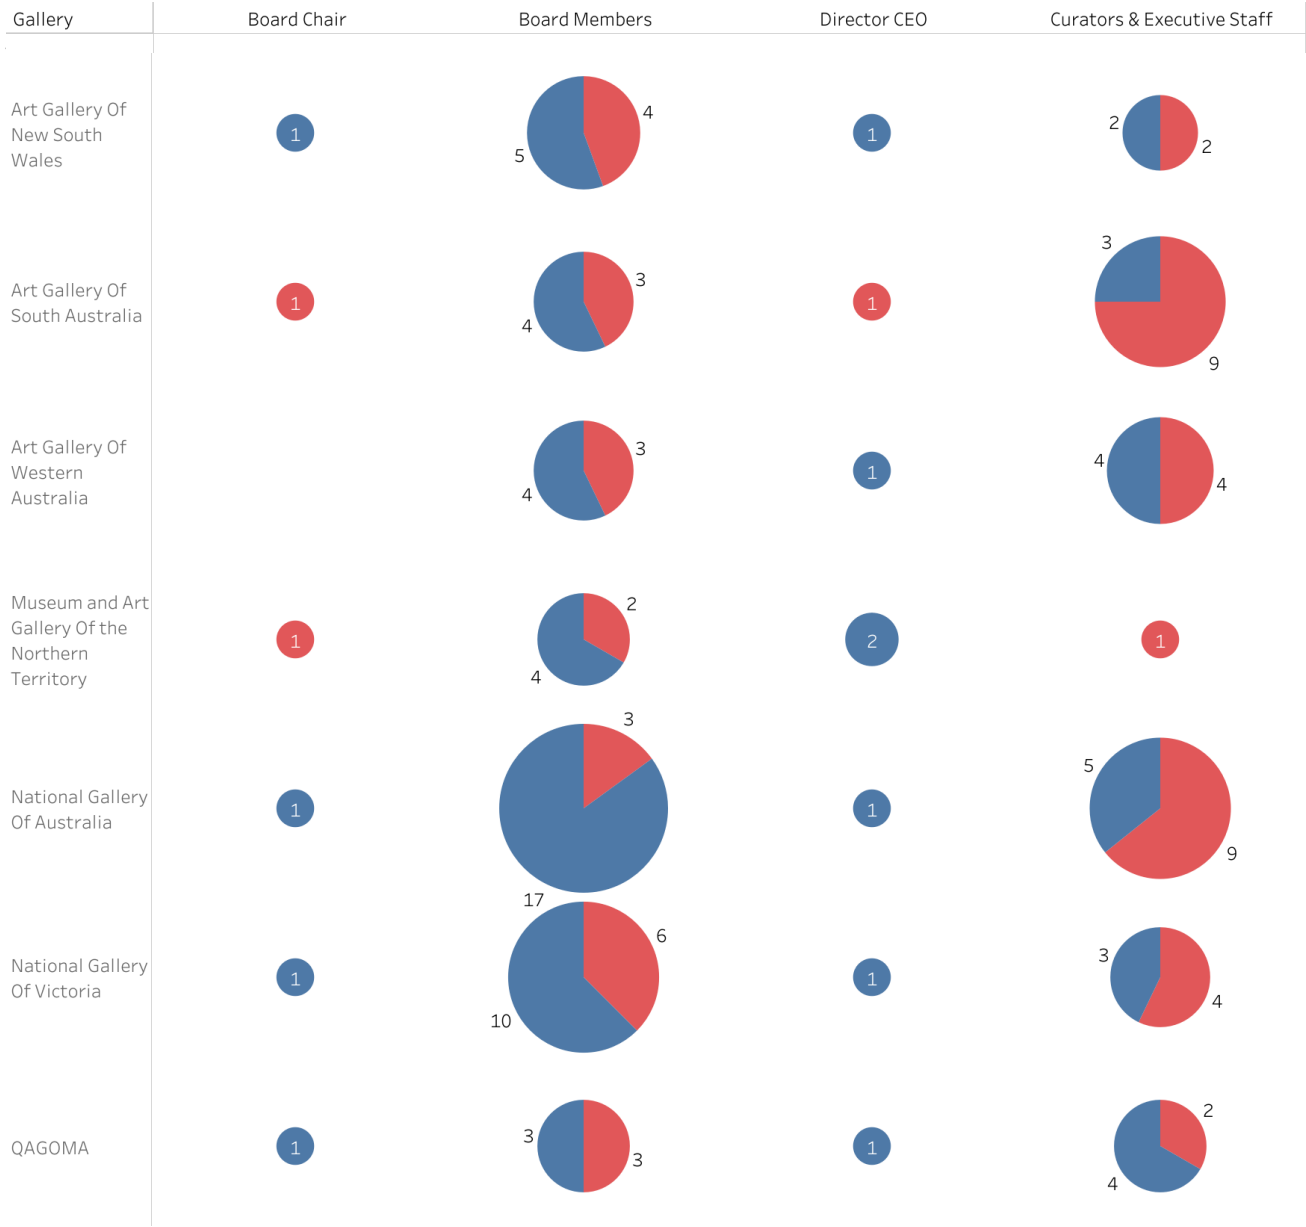 Gallery Board Chair Board Members Director CEO Curators & Executive Staff
Art Gallery Of
New South
Wales
1
4
5
1
2
2
Art Gallery Of
South Australia
1
3
4
1
3
9
Art Gallery Of
Western
Australia
3
4
1
4
4
Museum and Art
Gallery Of the
Northern
Territory
1
2
4
2
1
National Gallery
Of Australia
1
3
17
1
5
9
National Gallery
Of Victoria
1
6
10
1
3
4
QAGOMA
1
3
3
1
2
4